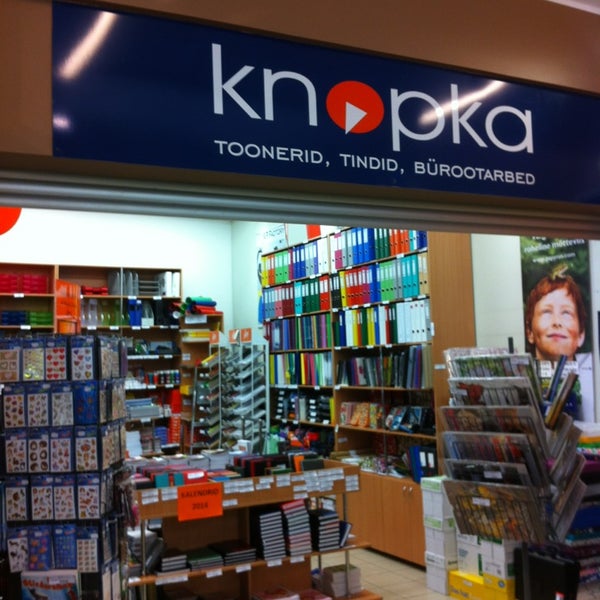 knopka
TOONERID, TINDID, BÜROOTARBED
KALENDRID
2014